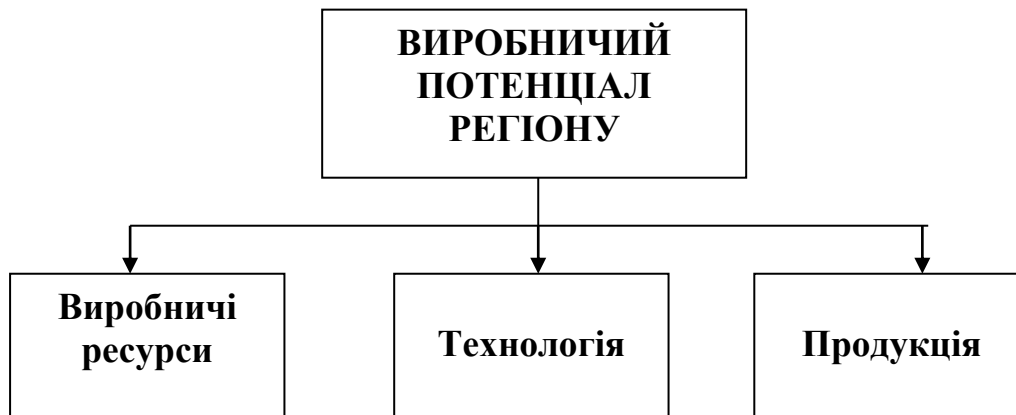 ВИРОБНИЧИЙ
ПОТЕНЦІАЛ
РЕГІОНУ
Виробничі
ресурси
Технологія
Продукція